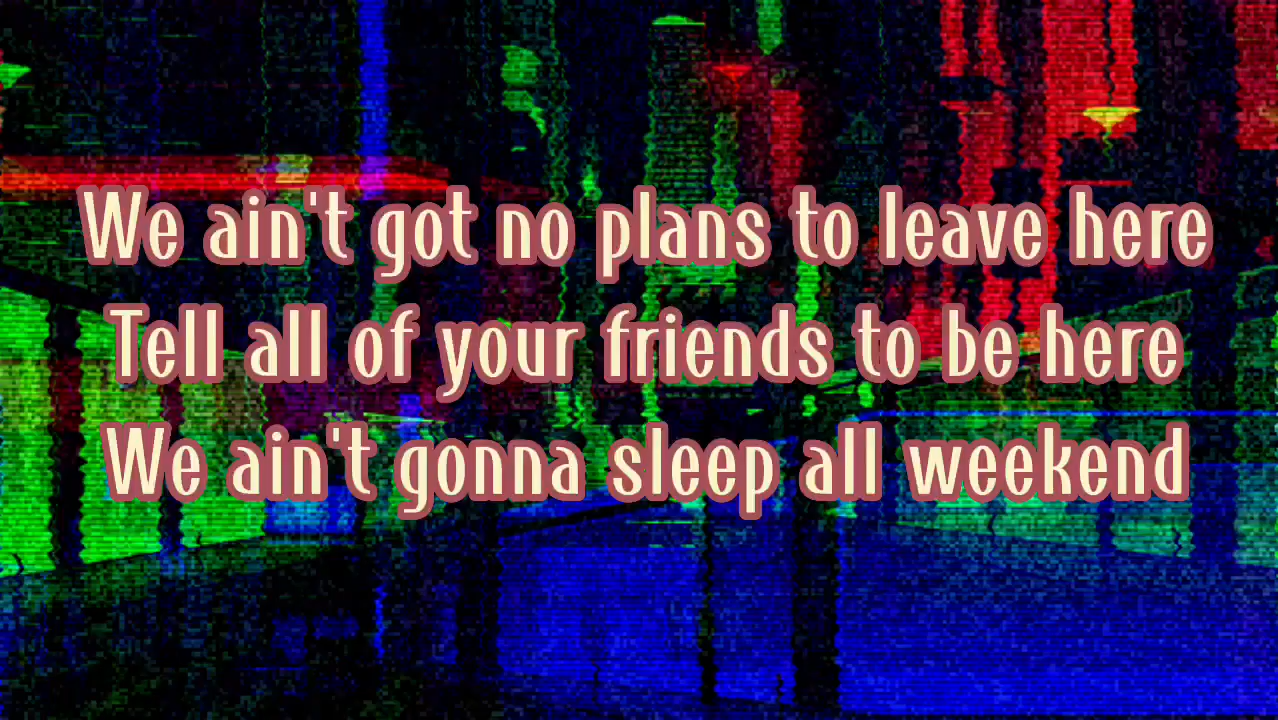 We ain't got no plans to leave here
Tell all of your friends to be here
We ain't gonna sleep all weekend